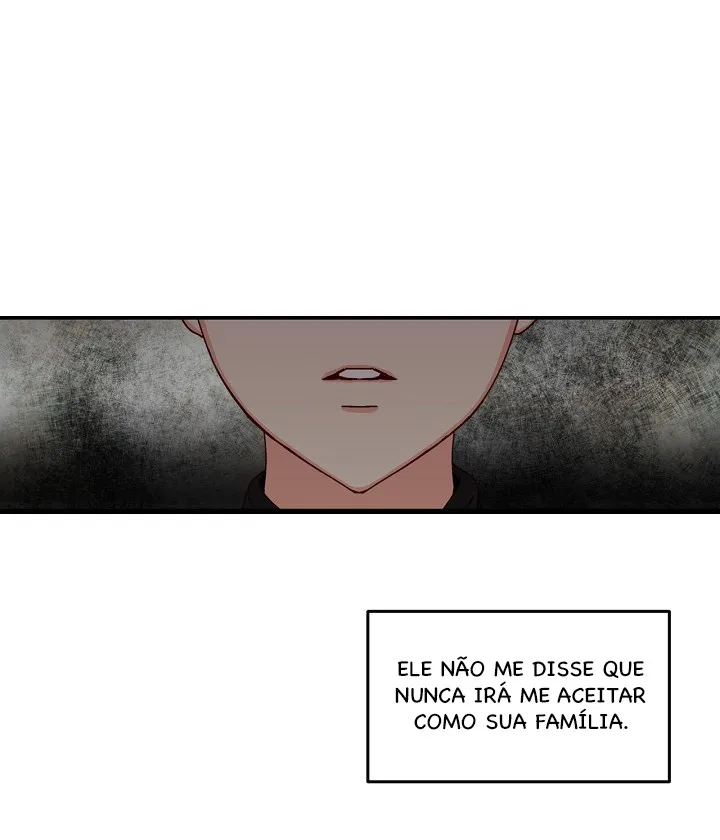 ELE NÃO ME DISSE QUE
NUNCA IRÁ ME ACEITAR
COMO SUA FAMÍLIA.